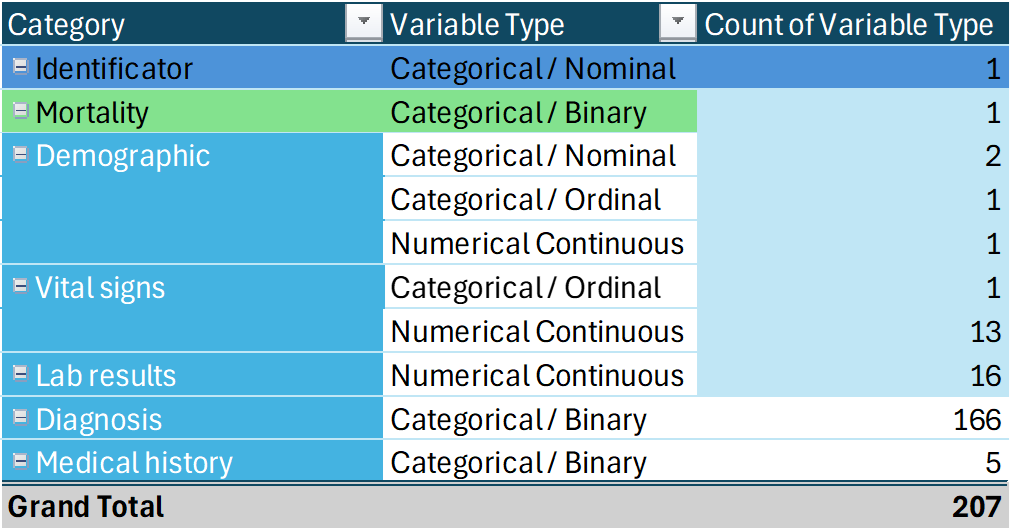 Category Variable Type Count of Variable Type
Identificator Categorical / Nominal 1
Mortality Categorical / Binary 1
Demographic Categorical / Nominal 2
Categorical / Ordinal 1
Numerical Continuous 1
Vital signs Categorical / Ordinal 1
Numerical Continuous 13
Lab results Numerical Continuous 16
Diagnosis Categorical / Binary 166
Medical history Categorical / Binary 5
Grand Total 207